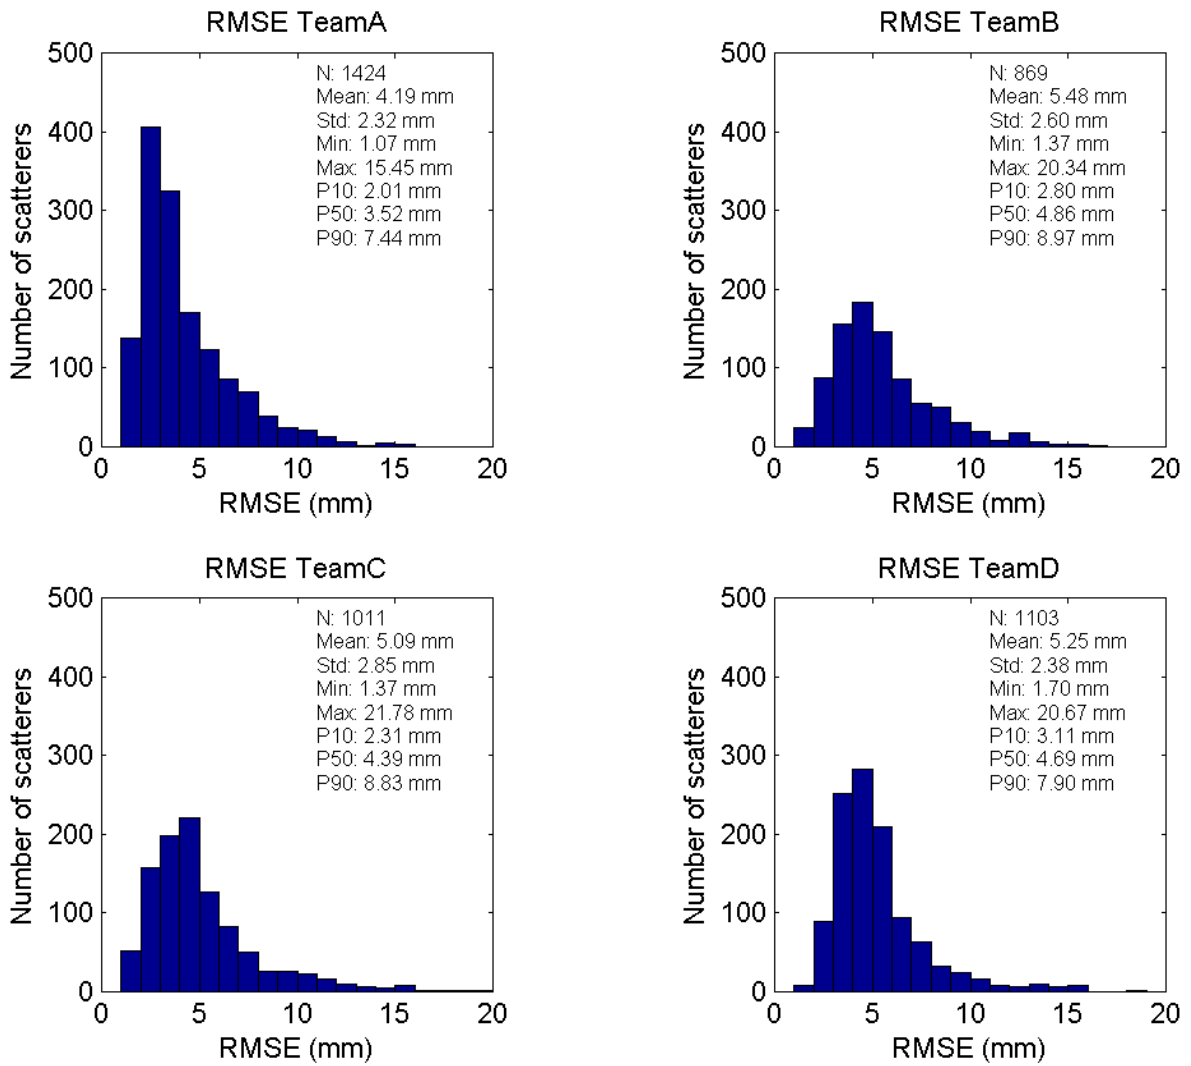 RMSE TeamA
500
400
300
200
100
0
Number of scatterers
N: 1424
Mean: 4.19 mm
Std: 2.32 mm
Min: 1.07 mm
Max: 15.45 mm
P10: 2.01 mm
P50: 3.52 mm
P90: 7.44 mm
0 5 10 15 20
RMSE (mm)
RMSE TeamB
500
400
300
200
100
0
Number of scatterers
N: 869
Mean: 5.48 mm
Std: 2.60 mm
Min: 1.37 mm
Max: 20.34 mm
P10: 2.80 mm
P50: 4.86 mm
P90: 8.97 mm
0 5 10 15 20
RMSE (mm)
RMSE TeamC
500
400
300
200
100
0
Number of scatterers
N: 1011
Mean: 5.09 mm
Std: 2.85 mm
Min: 1.37 mm
Max: 21.78 mm
P10: 2.31 mm
P50: 4.39 mm
P90: 8.83 mm
0 5 10 15 20
RMSE (mm)
RMSE TeamD
500
400
300
200
100
0
Number of scatterers
N: 1103
Mean: 5.25 mm
Std: 2.38 mm
Min: 1.70 mm
Max: 20.67 mm
P10: 3.11 mm
P50: 4.69 mm
P90: 7.90 mm
0 5 10 15 20
RMSE (mm)